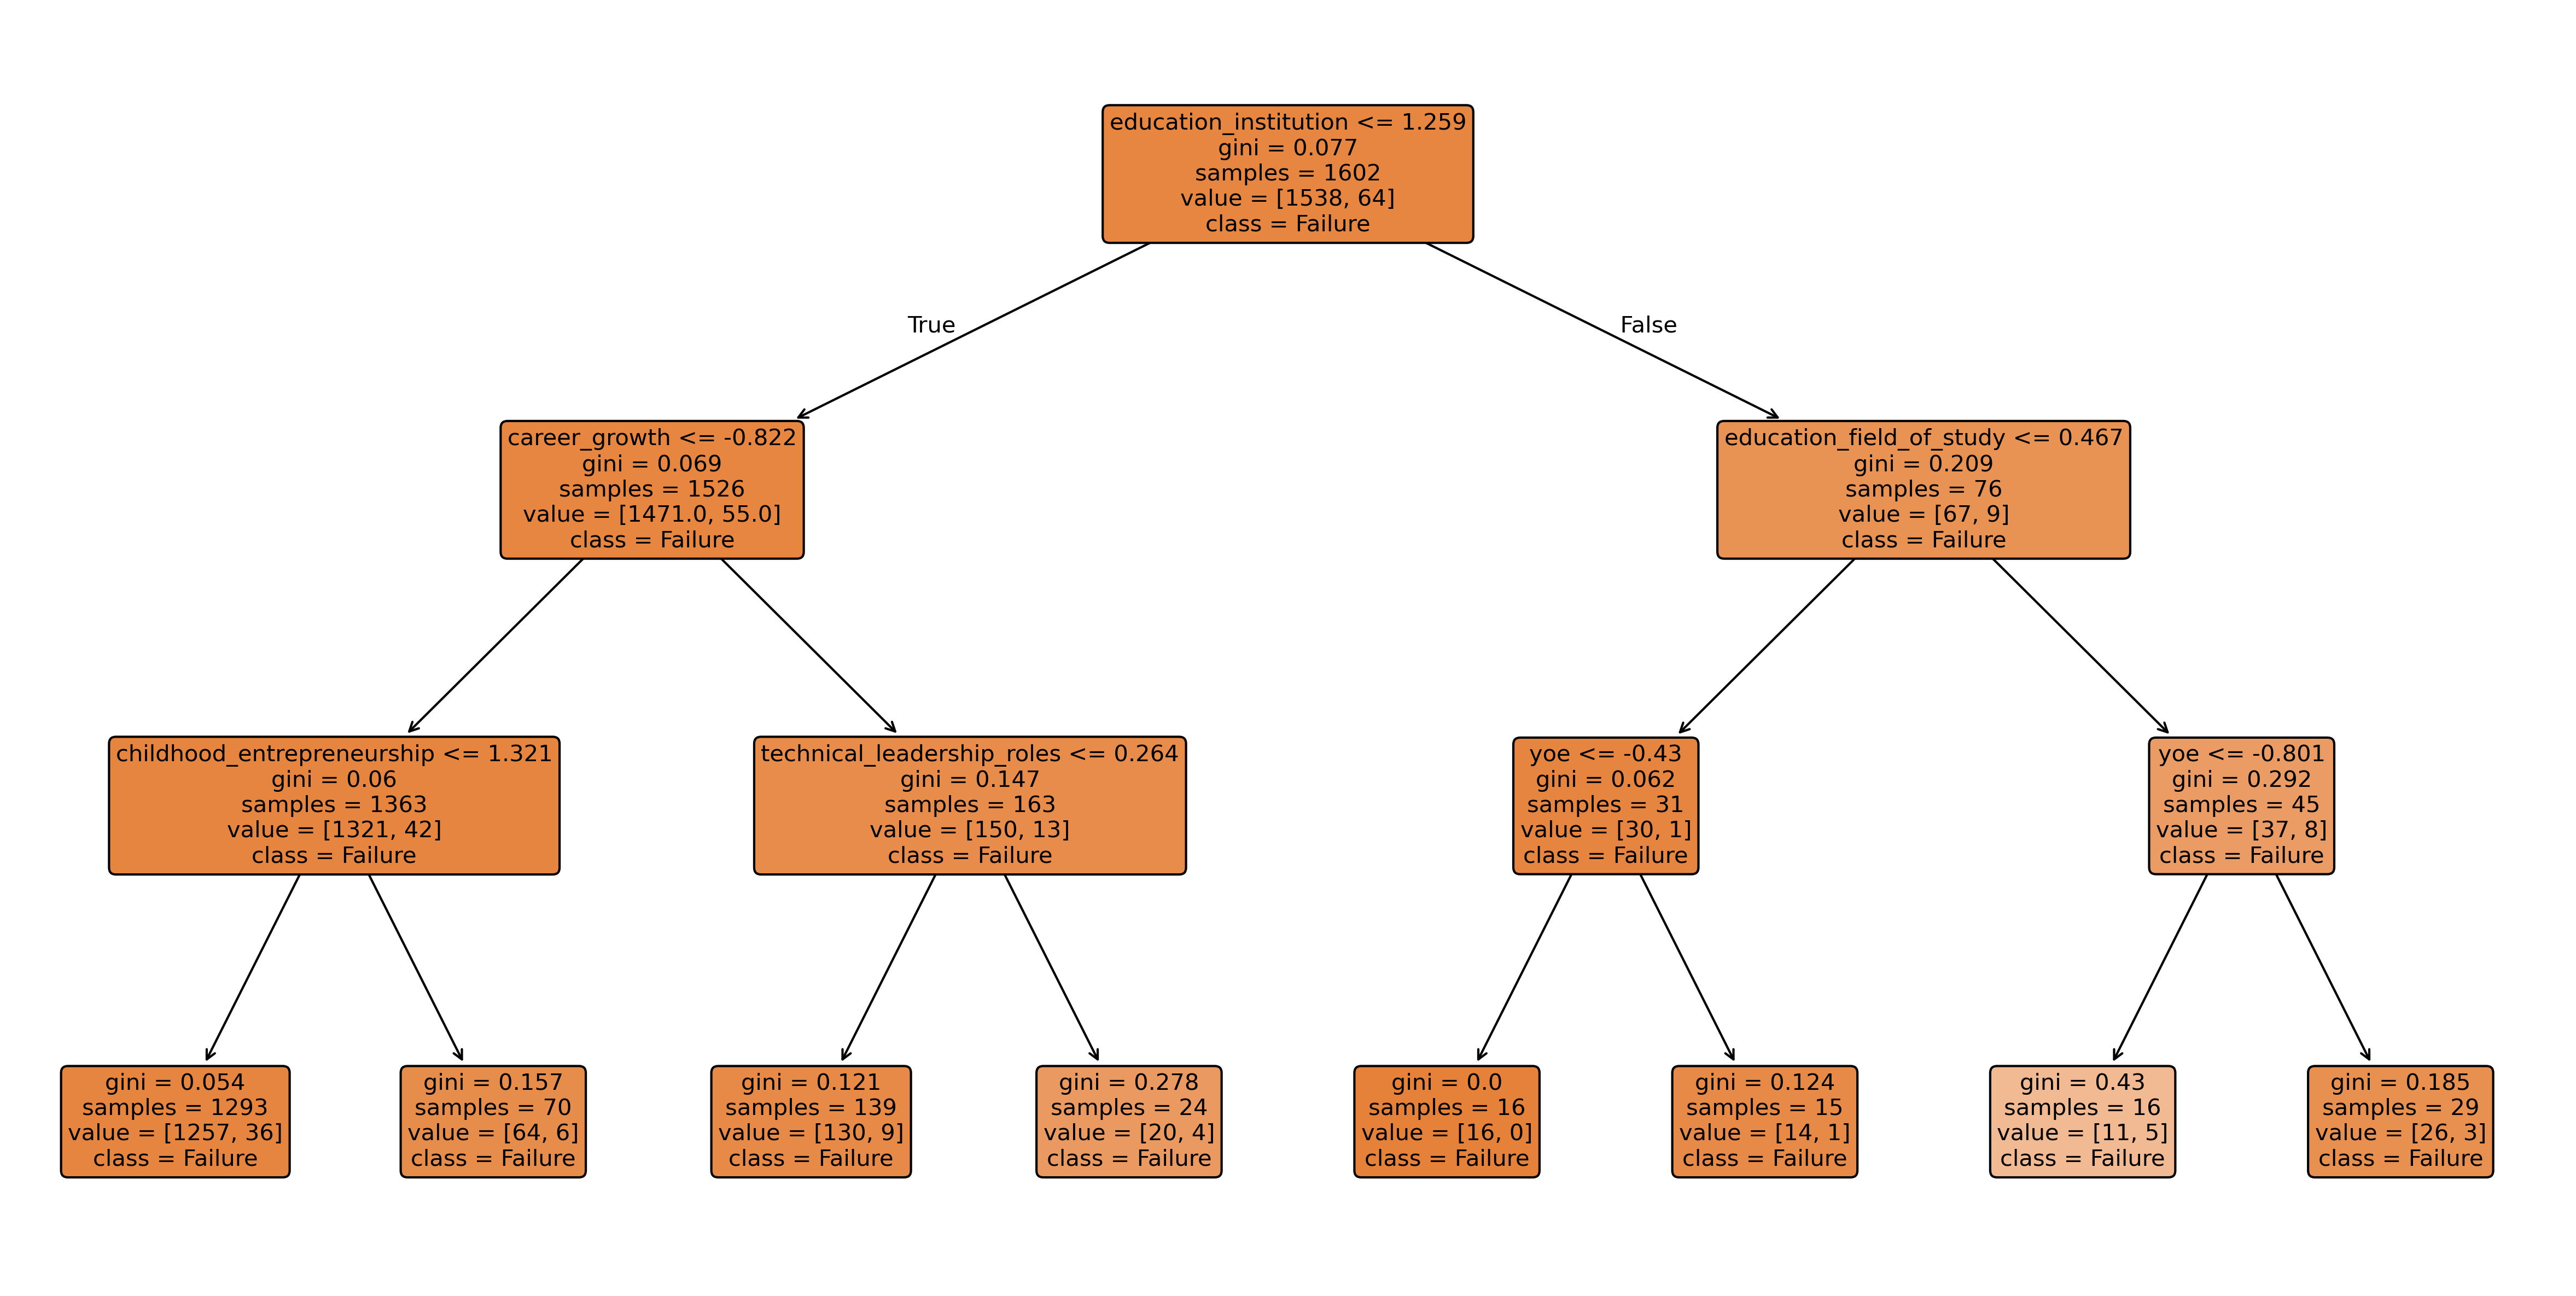 education_institution <= 1.259
gini = 0.077
samples = 1602
value = [1538, 64]
class = Failure
True
False
career_growth <= -0.822
gini = 0.069
samples = 1526
value = [1471.0, 55.0]
class = Failure
education_field_of_study <= 0.467
gini = 0.209
samples = 76
value = [67, 9]
class = Failure
childhood_entrepreneurship <= 1.321
gini = 0.06
samples = 1363
value = [1321, 42]
class = Failure
technical_leadership_roles <= 0.264
gini = 0.147
samples = 163
value = [150, 13]
class = Failure
yoe <= -0.43
gini = 0.062
samples = 31
value = [30, 1]
class = Failure
yoe <= -0.801
gini = 0.292
samples = 45
value = [37, 8]
class = Failure
gini = 0.054
samples = 1293
value = [1257, 36]
class = Failure
gini = 0.157
samples = 70
value = [64, 6]
class = Failure
gini = 0.121
samples = 139
value = [130, 9]
class = Failure
gini = 0.278
samples = 24
value = [20, 4]
class = Failure
gini = 0.0
samples = 16
value = [16, 0]
class = Failure
gini = 0.124
samples = 15
value = [14, 1]
class = Failure
gini = 0.43
samples = 16
value = [11, 5]
class = Failure
gini = 0.185
samples = 29
value = [26, 3]
class = Failure